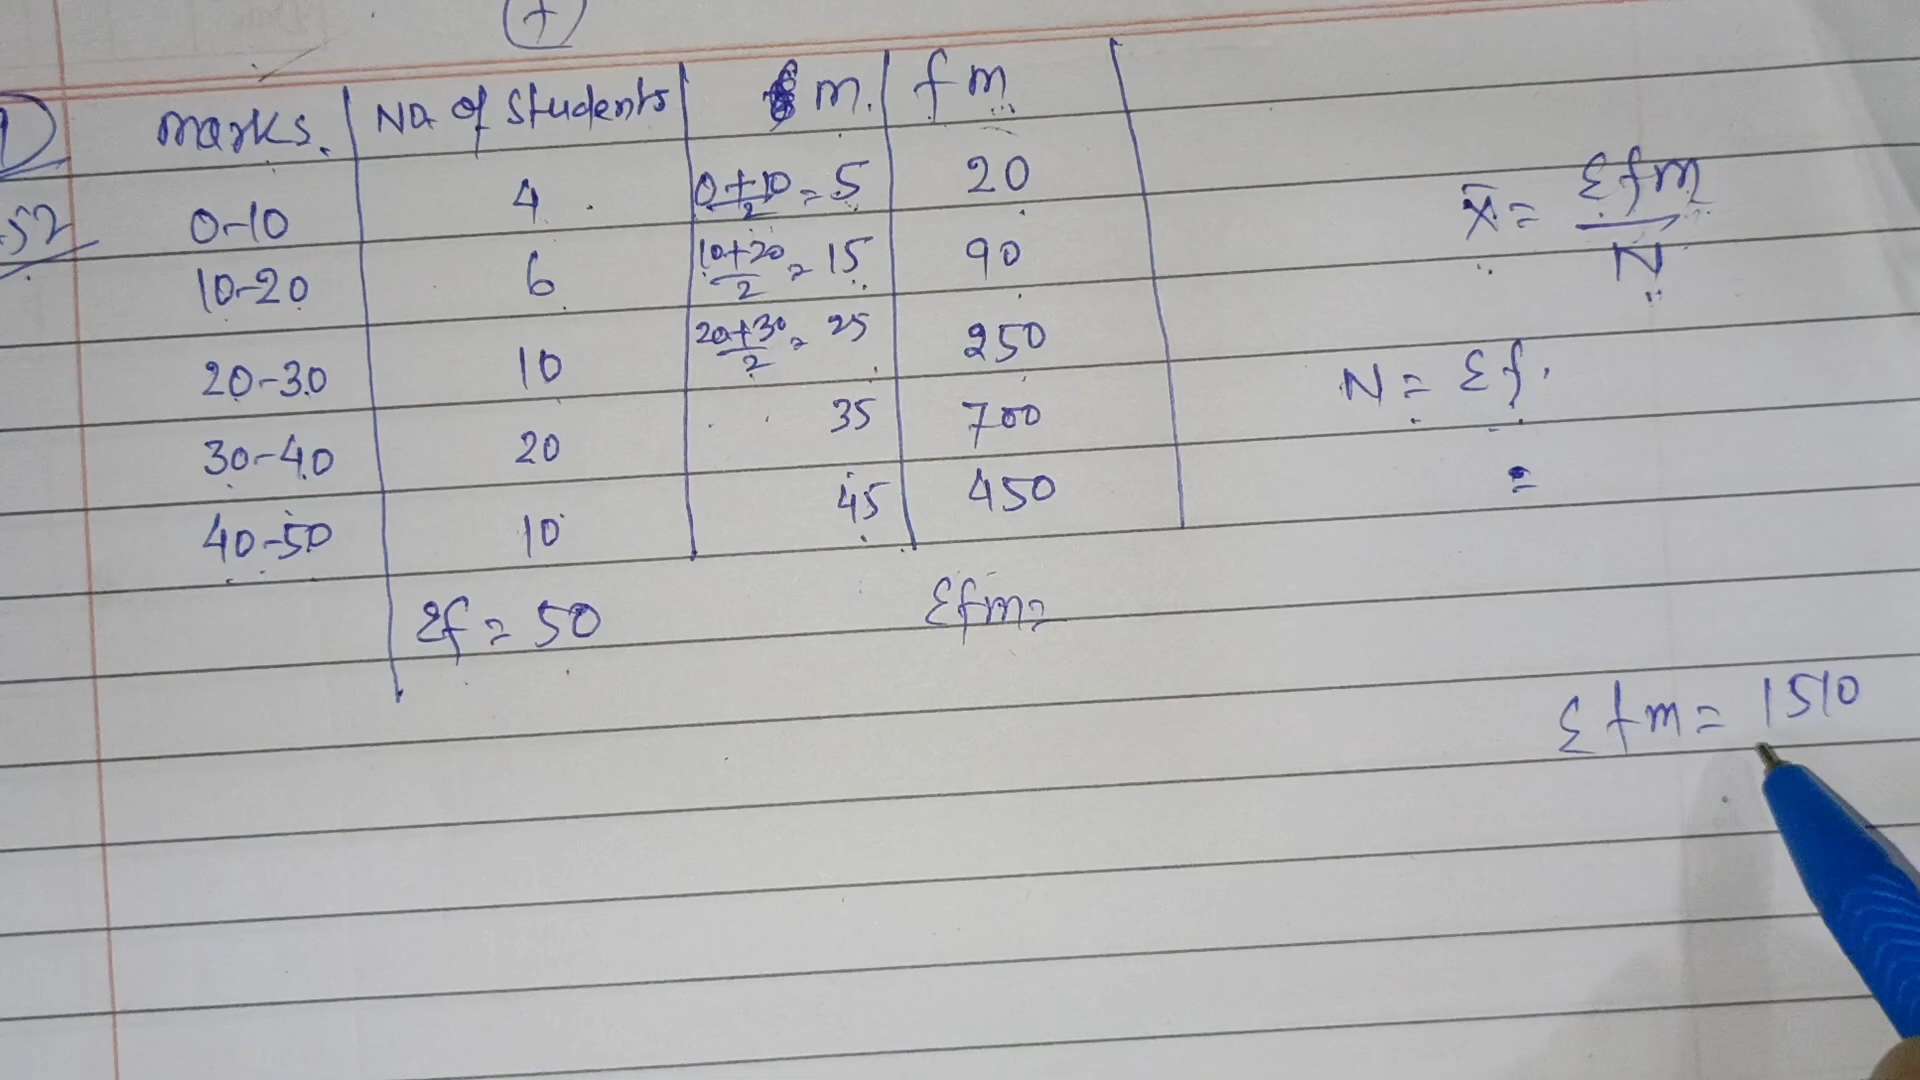 (+)
1) marks. No. of Students m. fm
0-10 4 0+10/2 = 5 20
.52
10-20 6 10+20/2 = 15 90
20-30 10 20+30/2 = 25 250
30-40 20 35 700
40-50 10 45 450
Σf = 50 Σfm=
x̄ = Σfm/N
N = Σf.
=
Σfm = 1510